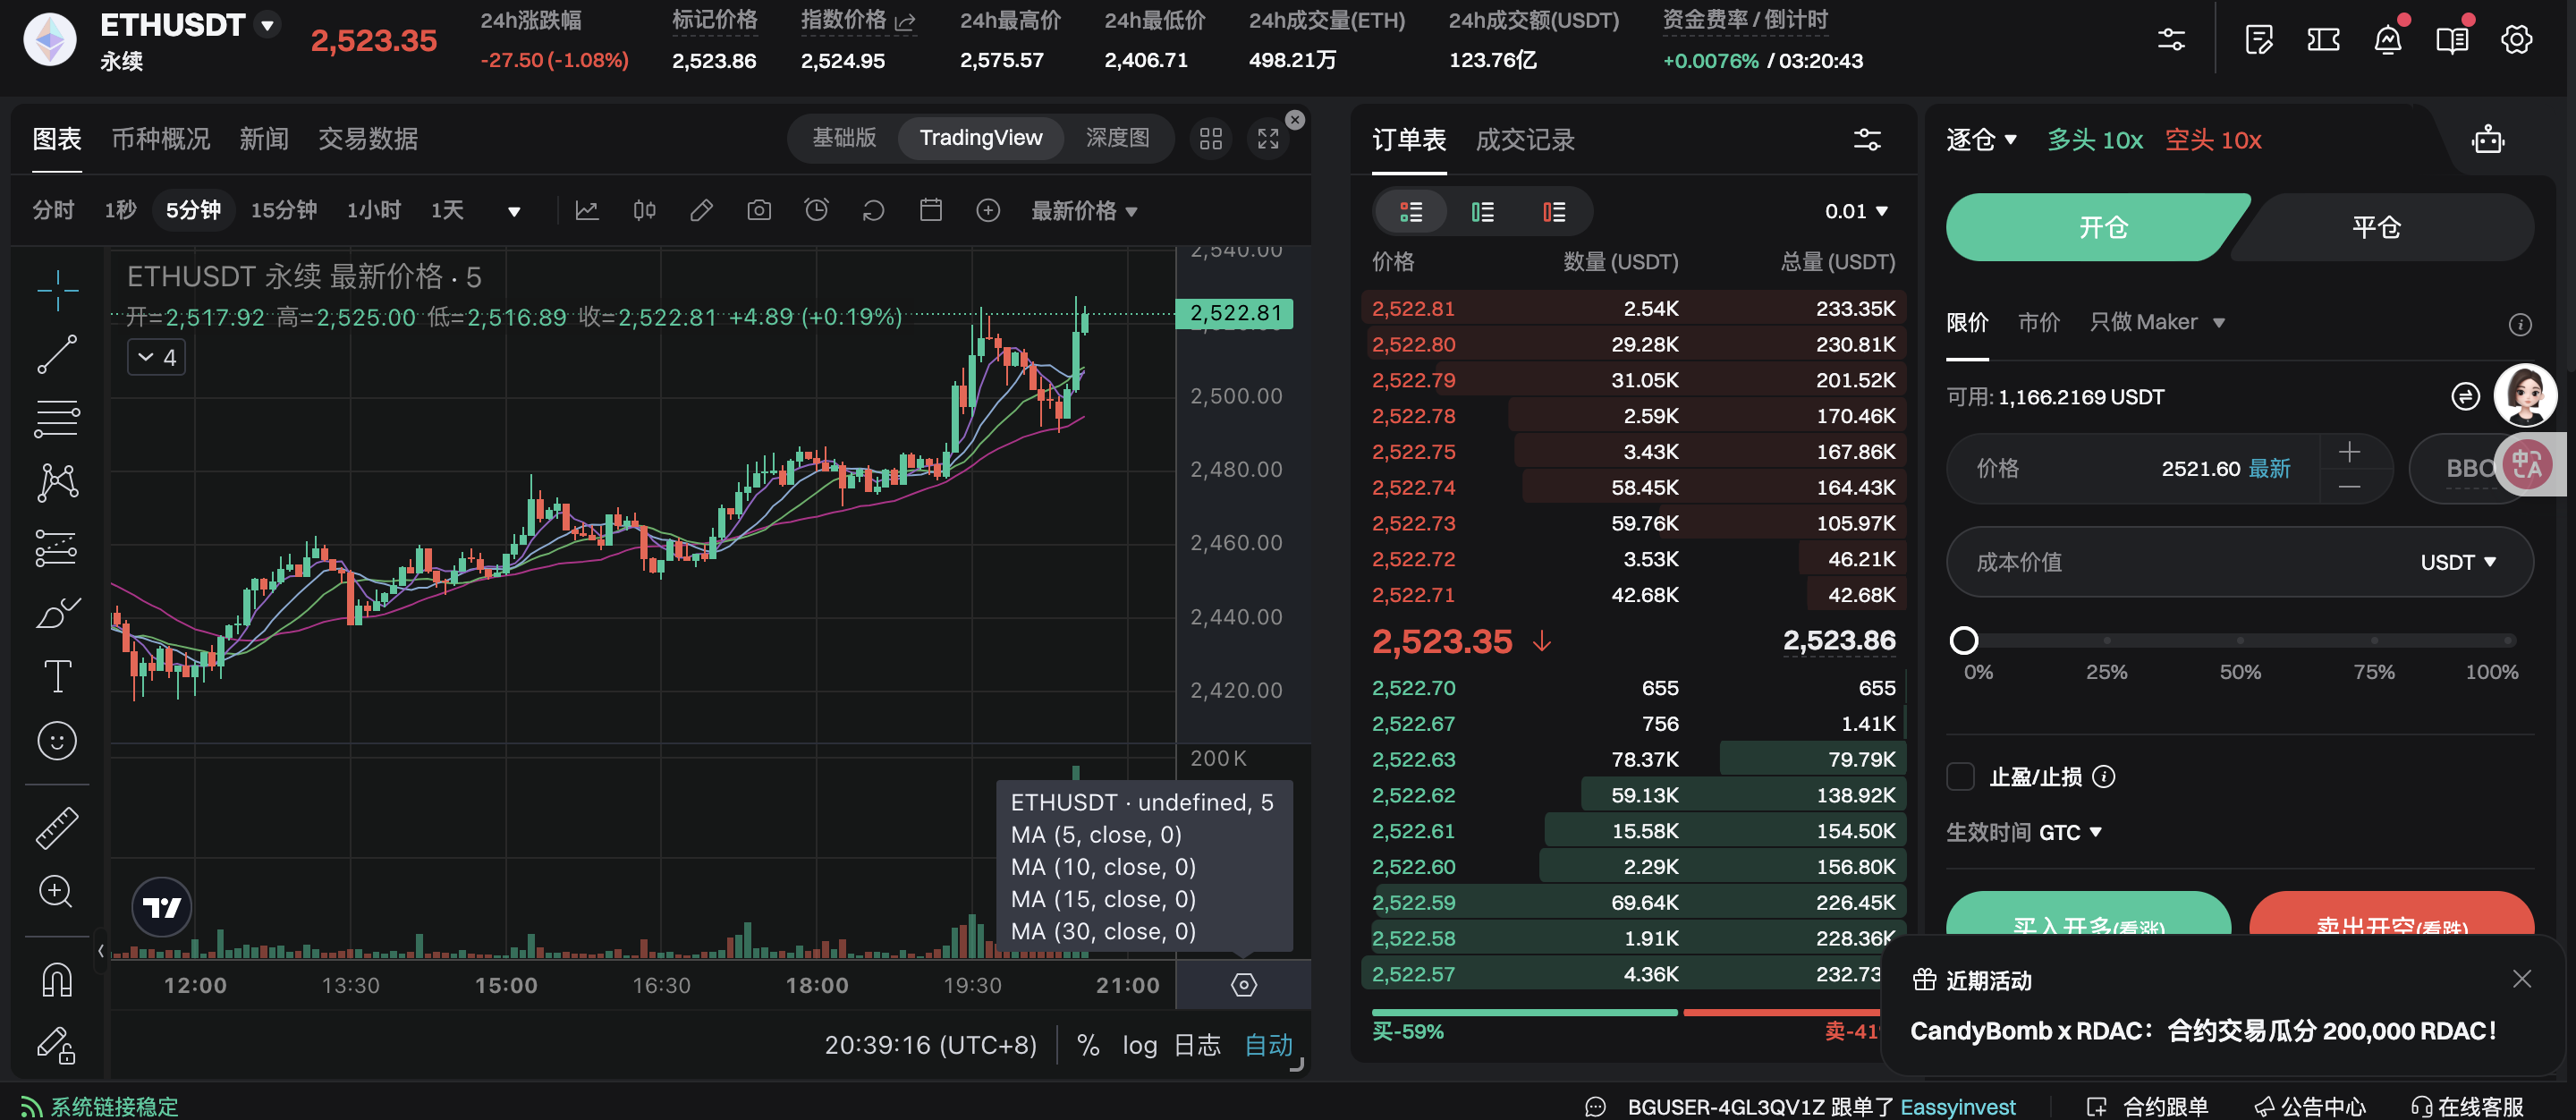 ETHUSDT
永续
2,523.35
24h涨跌幅
-27.50 (-1.08%)
标记价格
2,523.86
指数价格
2,524.95
24h最高价
2,575.57
24h最低价
2,406.71
24h成交量(ETH)
498.21万
24h成交额(USDT)
123.76亿
资金费率 / 倒计时
+0.0076% / 03:20:43
图表 币种概况 新闻 交易数据
基础版 TradingView 深度图
分时 1秒 5分钟 15分钟 1小时 1天
最新价格
ETHUSDT 永续 最新价格 · 5
开=2,517.92 高=2,525.00 低=2,516.89 收=2,522.81 +4.89 (+0.19%)
4
2,540.00
2,522.81
2,500.00
2,480.00
2,460.00
2,440.00
2,420.00
200 K
ETHUSDT · undefined, 5
MA (5, close, 0)
MA (10, close, 0)
MA (15, close, 0)
MA (30, close, 0)
12:00 13:30 15:00 16:30 18:00 19:30 21:00
20:39:16 (UTC+8) % log 日志 自动
订单表 成交记录
0.01
价格 数量 (USDT) 总量 (USDT)
2,522.81 2.54K 233.35K
2,522.80 29.28K 230.81K
2,522.79 31.05K 201.52K
2,522.78 2.59K 170.46K
2,522.75 3.43K 167.86K
2,522.74 58.45K 164.43K
2,522.73 59.76K 105.97K
2,522.72 3.53K 46.21K
2,522.71 42.68K 42.68K
2,523.35 2,523.86
2,522.70 655 655
2,522.67 756 1.41K
2,522.63 78.37K 79.79K
2,522.62 59.13K 138.92K
2,522.61 15.58K 154.50K
2,522.60 2.29K 156.80K
2,522.59 69.64K 226.45K
2,522.58 1.91K 228.36K
2,522.57 4.36K 232.73
买-59% 卖-41
逐仓 多头 10x 空头 10x
开仓 平仓
限价 市价 只做 Maker
可用: 1,166.2169 USDT
价格 2521.60 最新
BBO
中A
成本价值 USDT
0% 25% 50% 75% 100%
止盈/止损
生效时间 GTC
买入开多(看涨) 卖出开空(看跌)
近期活动
CandyBomb x RDAC：合约交易瓜分 200,000 RDAC！
系统链接稳定
BGUSER-4GL3QV1Z 跟单了 Eassyinvest
合约跟单
公告中心
在线客服